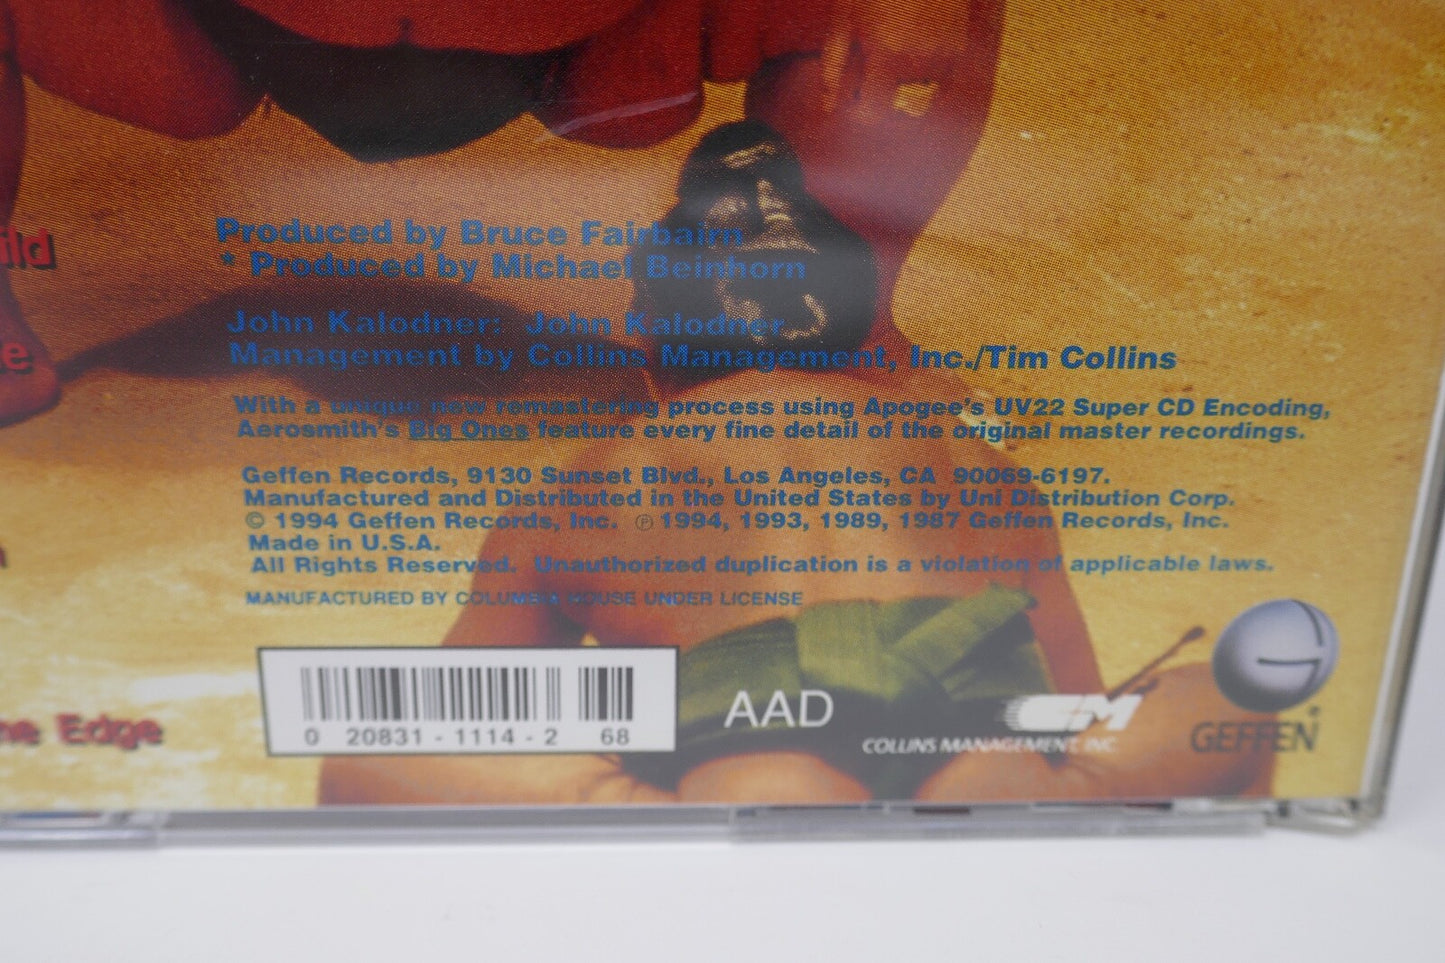 ild
e
he Edge
Produced by Bruce Fairbairn
* Produced by Michael Beinhorn
John Kalodner: John Kalodner
Management by Collins Management, Inc./Tim Collins
With a unique new remastering process using Apogee's UV22 Super CD Encoding,
Aerosmith's Big Ones feature every fine detail of the original master recordings.
Geffen Records, 9130 Sunset Blvd., Los Angeles, CA 90069-6197.
Manufactured and Distributed in the United States by Uni Distribution Corp.
© 1994 Geffen Records, Inc. ℗ 1994, 1993, 1989, 1987 Geffen Records, Inc.
Made in U.S.A.
All Rights Reserved. Unauthorized duplication is a violation of applicable laws.
MANUFACTURED BY COLUMBIA HOUSE UNDER LICENSE
0 20831 - 1114 - 2 68
AAD
CM
COLLINS MANAGEMENT, INC.
G
GEFFEN®